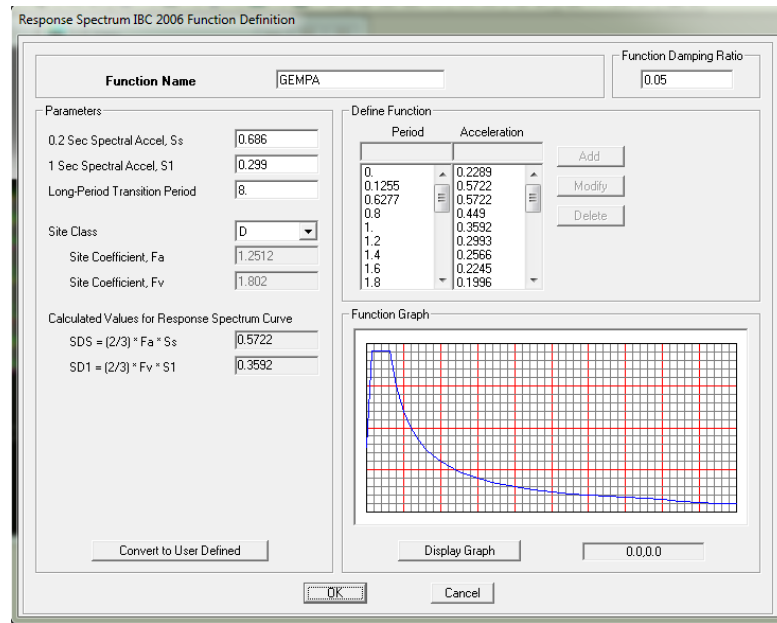 Response Spectrum IBC 2006 Function Definition
Function Name
GEMPA
Function Damping Ratio
0.05
Parameters
0.2 Sec Spectral Accel, Ss
0.686
1 Sec Spectral Accel, S1
0.299
Long-Period Transition Period
8.
Site Class
D
Site Coefficient, Fa
1.2512
Site Coefficient, Fv
1.802
Calculated Values for Response Spectrum Curve
SDS = (2/3) * Fa * Ss
0.5722
SD1 = (2/3) * Fv * S1
0.3592
Convert to User Defined
Define Function
Period Acceleration
0. 0.2289
0.1255 0.5722
0.6277 0.5722
0.8 0.449
1. 0.3592
1.2 0.2993
1.4 0.2566
1.6 0.2245
1.8 0.1996
Add
Modify
Delete
Function Graph
Display Graph
0.0,0.0
OK
Cancel